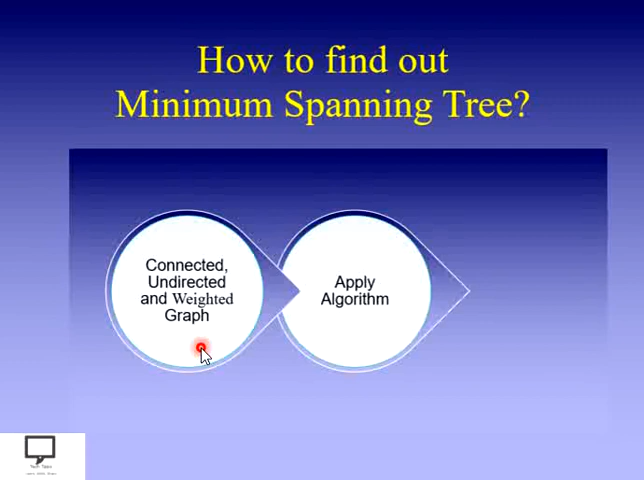 How to find out
Minimum Spanning Tree?
Connected,
Undirected
and Weighted
Graph
Apply
Algorithm